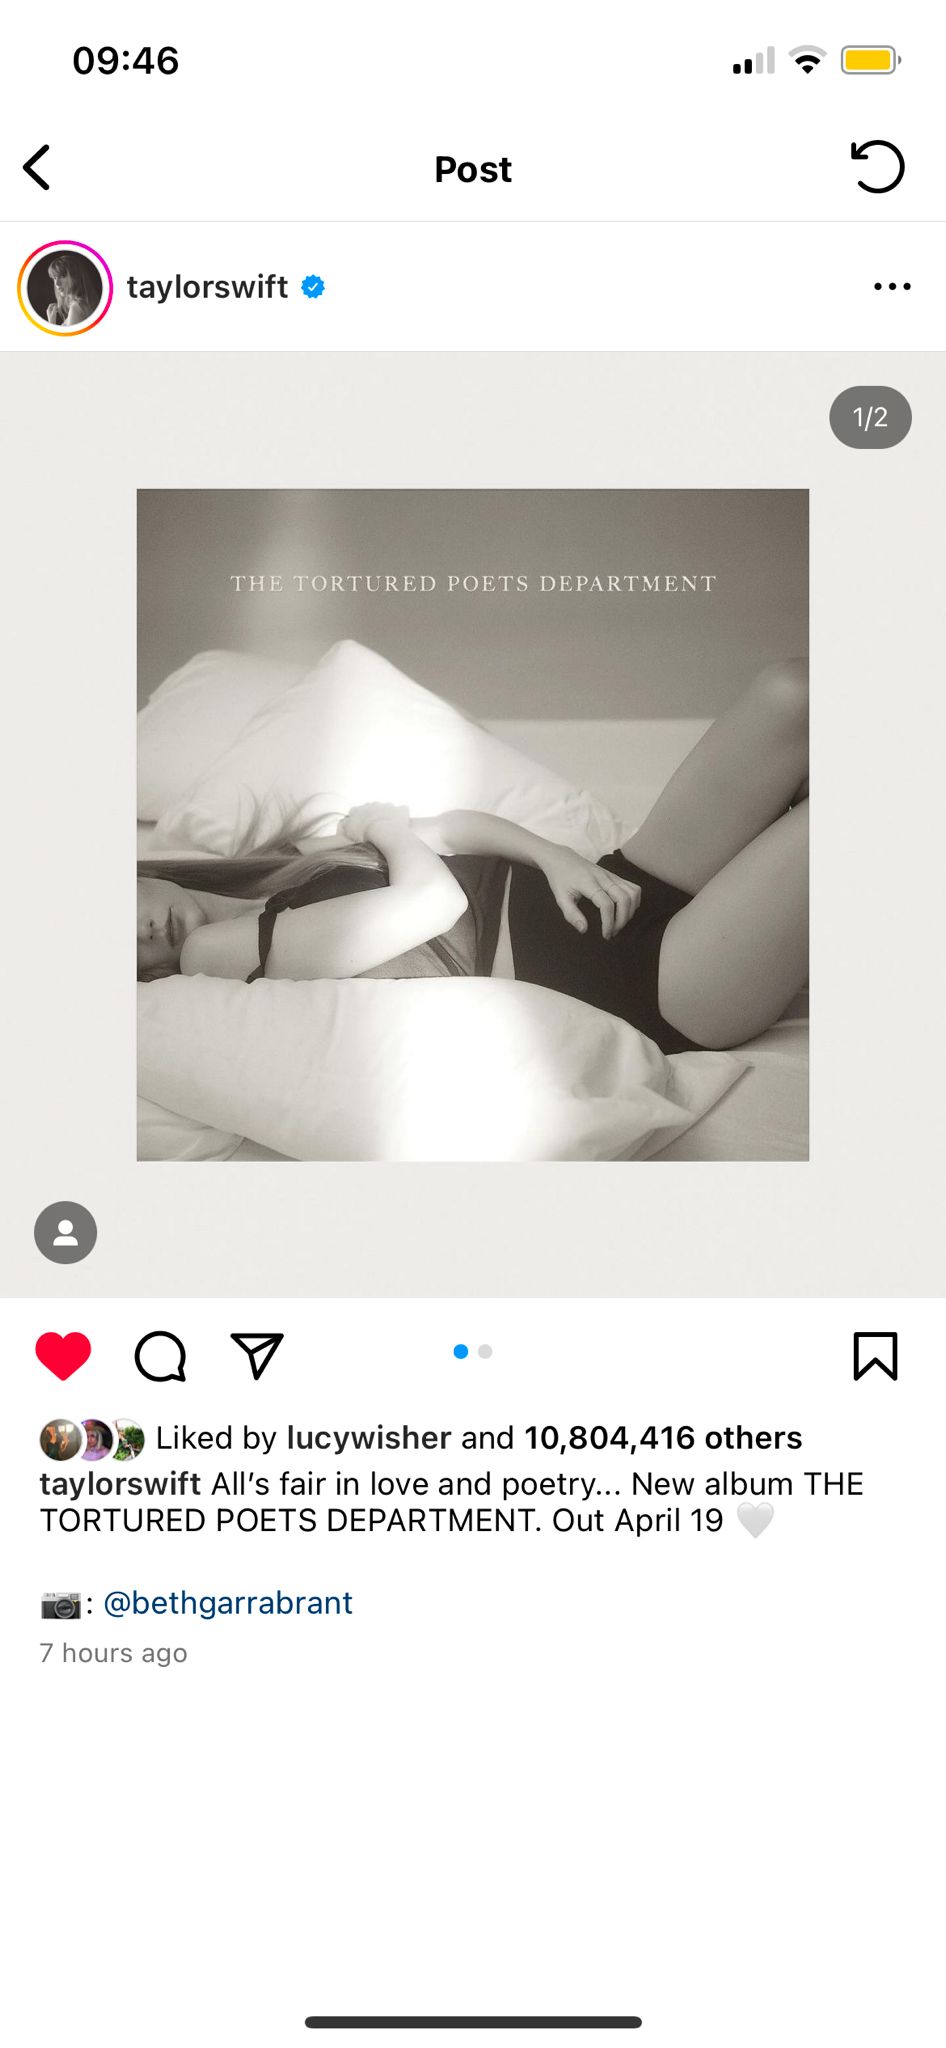 09:46
Post
taylorswift
1/2
THE TORTURED POETS DEPARTMENT
Liked by lucywisher and 10,804,416 others
taylorswift All’s fair in love and poetry... New album THE
TORTURED POETS DEPARTMENT. Out April 19 🤍
📷: @bethgarrabrant
7 hours ago